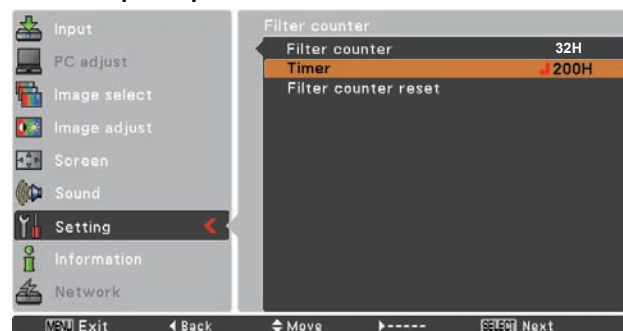 Input
PC adjust
Image select
Image adjust
Screen
Sound
Setting
Information
Network
Filter counter
Filter counter 32H
Timer 200H
Filter counter reset
MENU Exit Back Move ----- SELECT Next